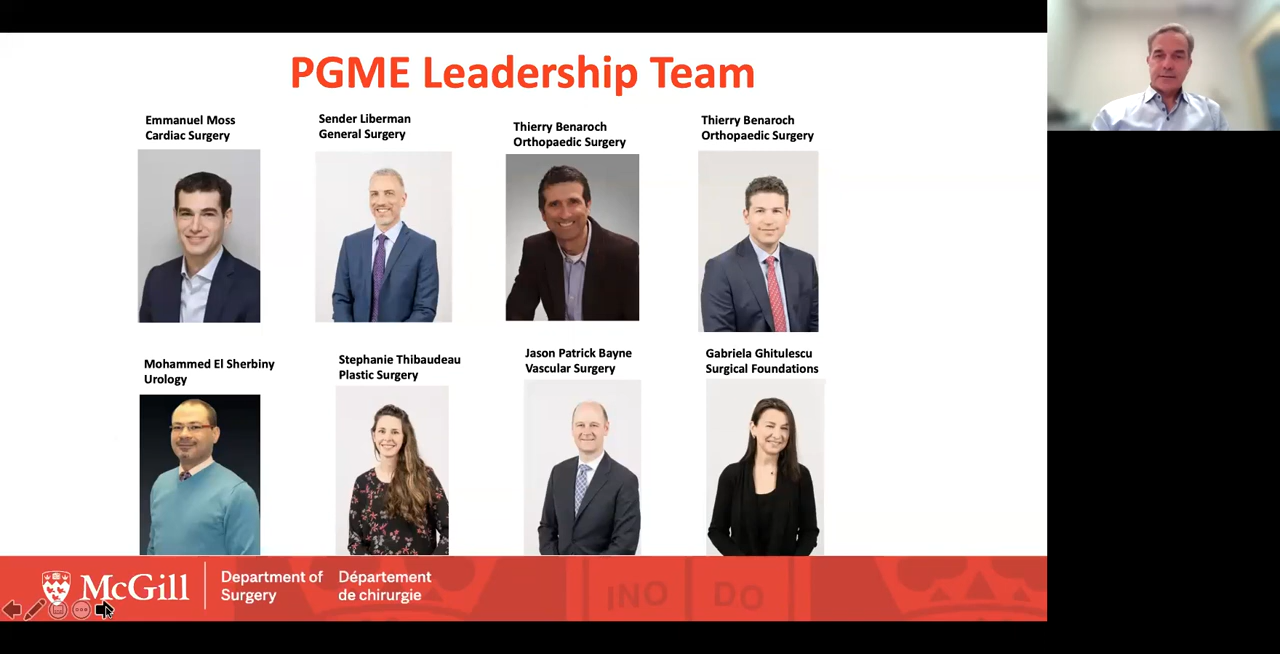 PGME Leadership Team
Emmanuel Moss
Cardiac Surgery
Sender Liberman
General Surgery
Thierry Benaroch
Orthopaedic Surgery
Thierry Benaroch
Orthopaedic Surgery
Mohammed El Sherbiny
Urology
Stephanie Thibaudeau
Plastic Surgery
Jason Patrick Bayne
Vascular Surgery
Gabriela Ghitulescu
Surgical Foundations
McGill
Department of
Surgery
Département
de chirurgie
INO DO